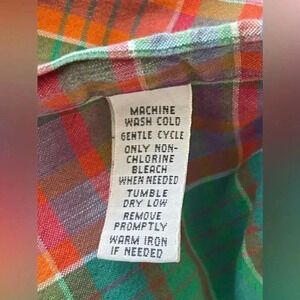 MACHINE
WASH COLD
GENTLE CYCLE
ONLY NON-
CHLORINE
BLEACH
WHEN NEEDED
TUMBLE
DRY LOW
REMOVE
PROMPTLY
WARM IRON
IF NEEDED